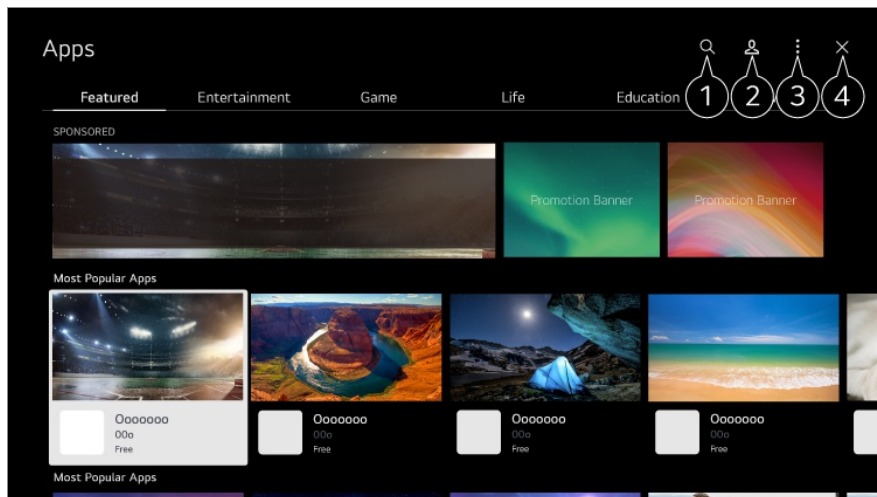 Apps
Featured Entertainment Game Life Education
1 2 3 4
SPONSORED
Promotion Banner Promotion Banner
Most Popular Apps
Ooooooo Ooooooo Ooooooo Ooooooo
00o 00o 00o 00o
Free Free Free Free
Most Popular Apps